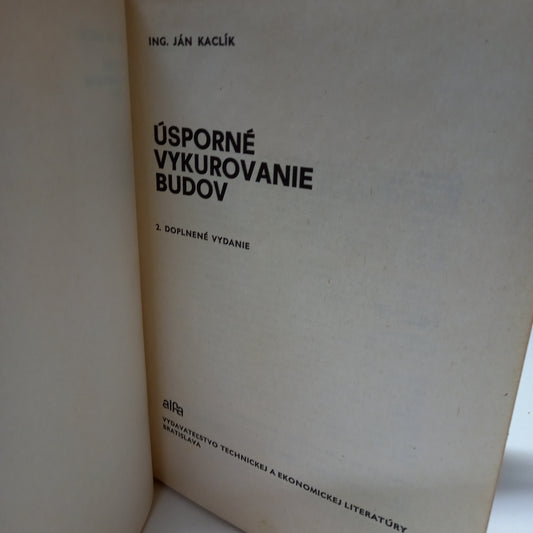 ING. JÁN KACLÍK
ÚSPORNÉ
VYKUROVANIE
BUDOV
2. DOPLNENÉ VYDANIE
alfa
VYDAVATEĽSTVO TECHNICKEJ A EKONOMICKEJ LITERATÚRY
BRATISLAVA